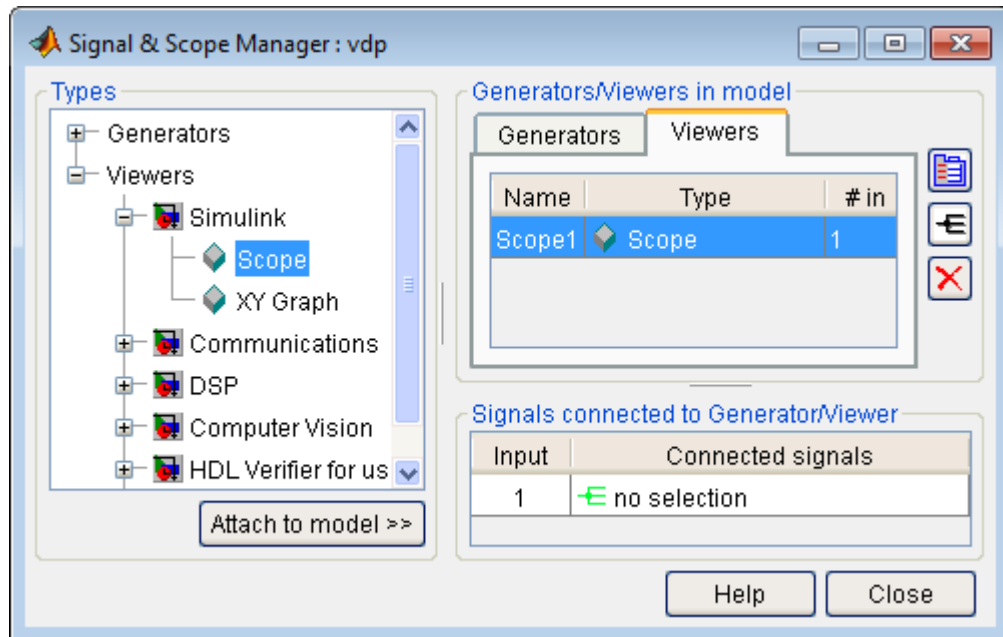 Signal & Scope Manager : vdp
Types
Generators
Viewers
Simulink
Scope
XY Graph
Communications
DSP
Computer Vision
HDL Verifier for us
Attach to model >>
Generators/Viewers in model
Generators Viewers
Name Type # in
Scope1 Scope 1
Signals connected to Generator/Viewer
Input Connected signals
1 no selection
Help Close